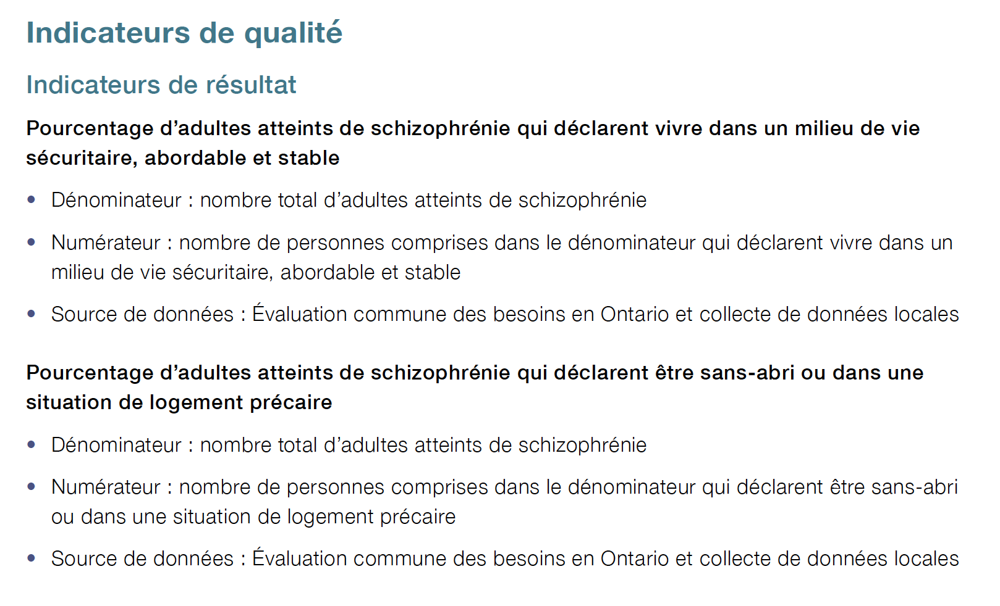 Indicateurs de qualité
Indicateurs de résultat
Pourcentage d’adultes atteints de schizophrénie qui déclarent vivre dans un milieu de vie
sécuritaire, abordable et stable
• Dénominateur : nombre total d’adultes atteints de schizophrénie
• Numérateur : nombre de personnes comprises dans le dénominateur qui déclarent vivre dans un
milieu de vie sécuritaire, abordable et stable
• Source de données : Évaluation commune des besoins en Ontario et collecte de données locales
Pourcentage d’adultes atteints de schizophrénie qui déclarent être sans-abri ou dans une
situation de logement précaire
• Dénominateur : nombre total d’adultes atteints de schizophrénie
• Numérateur : nombre de personnes comprises dans le dénominateur qui déclarent être sans-abri
ou dans une situation de logement précaire
• Source de données : Évaluation commune des besoins en Ontario et collecte de données locales